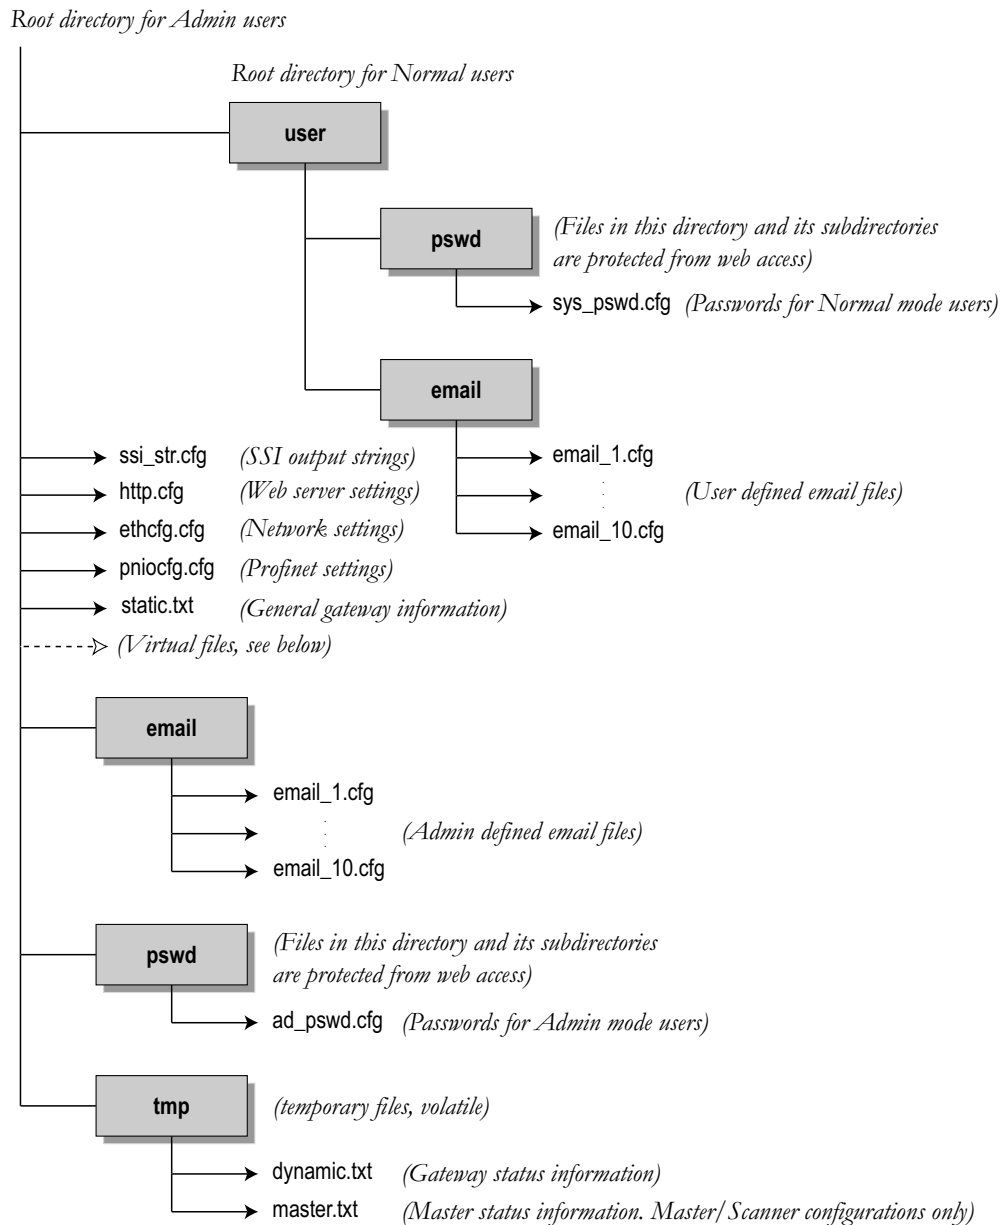 Root directory for Admin users
Root directory for Normal users
user
pswd
(Files in this directory and its subdirectories
are protected from web access)
sys_pswd.cfg (Passwords for Normal mode users)
email
email_1.cfg
(User defined email files)
email_10.cfg
ssi_str.cfg (SSI output strings)
http.cfg (Web server settings)
ethcfg.cfg (Network settings)
pniocfg.cfg (Profinet settings)
static.txt (General gateway information)
(Virtual files, see below)
email
email_1.cfg
(Admin defined email files)
email_10.cfg
pswd
(Files in this directory and its subdirectories
are protected from web access)
ad_pswd.cfg (Passwords for Admin mode users)
tmp (temporary files, volatile)
dynamic.txt (Gateway status information)
master.txt (Master status information. Master/Scanner configurations only)